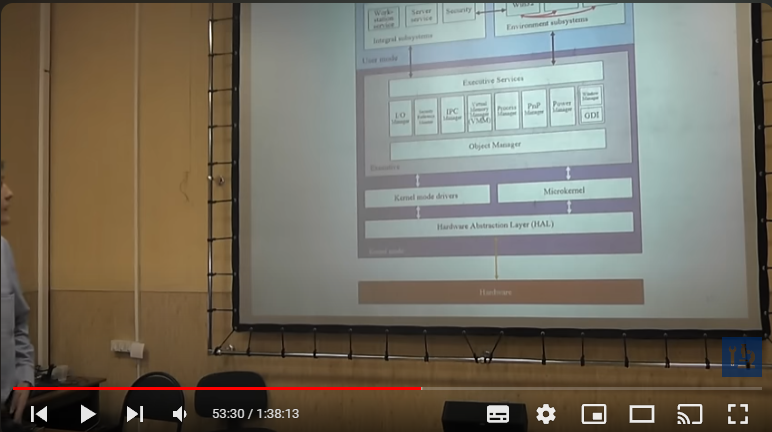 Work-
station
service
Server
service
Security
Win32
Integral subsystems
Environment subsystems
User mode
Executive Services
I/O
Manager
IPC
Manager
Virtual
Memory
Manager
(VMM)
Process
Manager
PnP
Manager
Power
Manager
Window
Manager
GDI
Object Manager
Executive
Kernel mode drivers
Microkernel
Hardware Abstraction Layer (HAL)
Kernel mode
Hardware
53:30 / 1:38:13